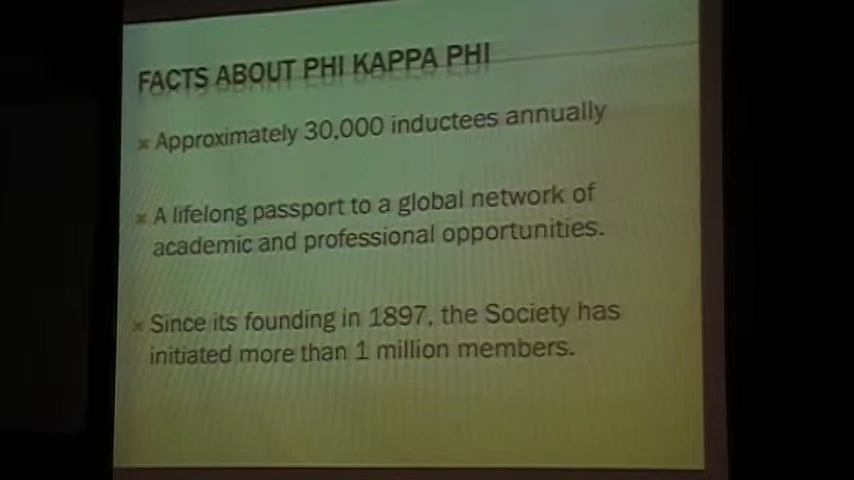 FACTS ABOUT PHI KAPPA PHI
Approximately 30,000 inductees annually
A lifelong passport to a global network of
academic and professional opportunities.
Since its founding in 1897, the Society has
initiated more than 1 million members.